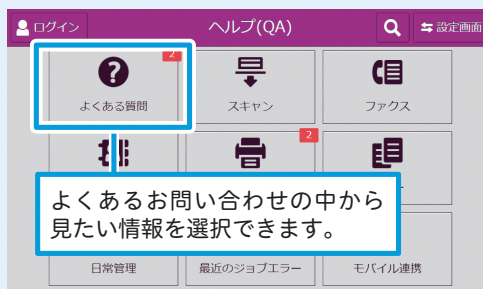 ログイン
ヘルプ(QA)
設定画面
2
よくある質問
スキャン
ファクス
2
よくあるお問い合わせの中から
見たい情報を選択できます。
日常管理
最近のジョブエラー
モバイル連携